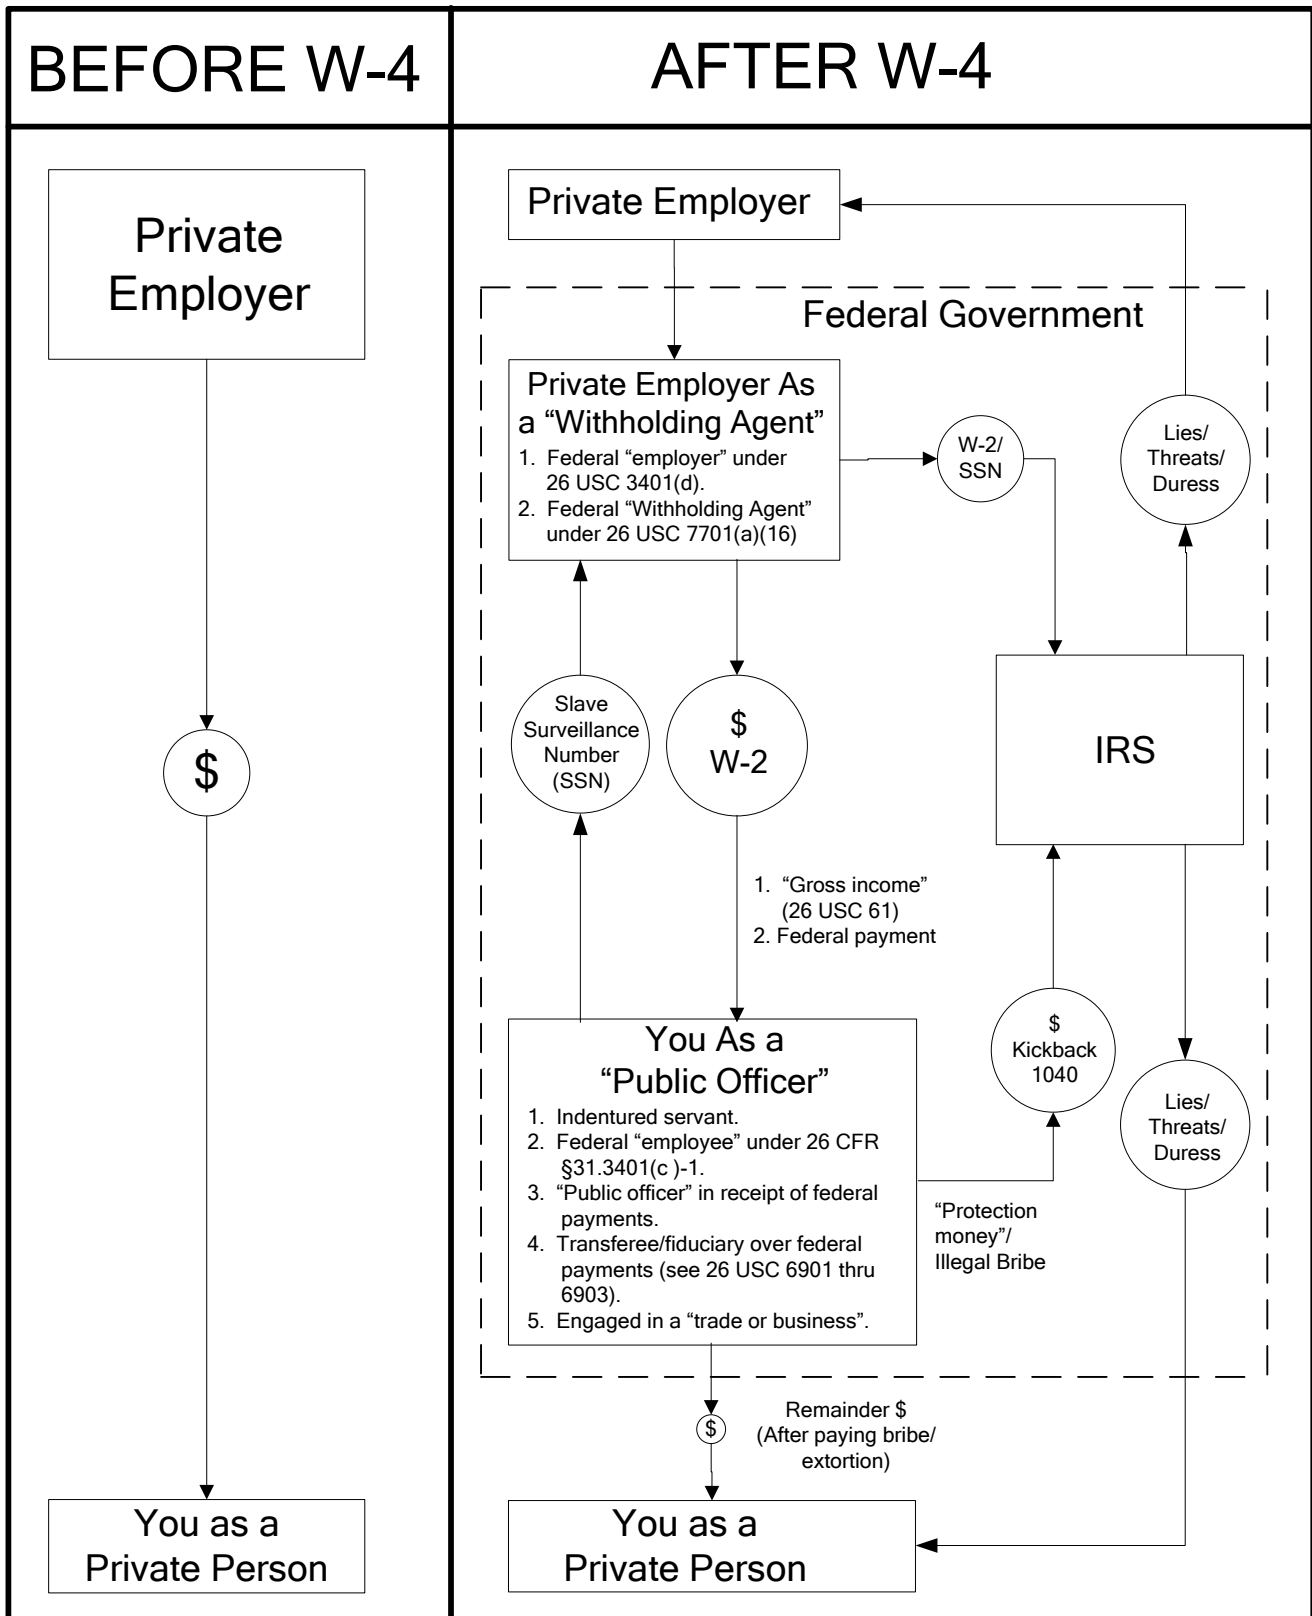 BEFORE W-4
AFTER W-4
Private
Employer
$
You as a
Private Person
Private Employer
Federal Government
Private Employer As
a “Withholding Agent”
1. Federal “employer” under
26 USC 3401(d).
2. Federal “Withholding Agent”
under 26 USC 7701(a)(16)
W-2/
SSN
Lies/
Threats/
Duress
Slave
Surveillance
Number
(SSN)
$
W-2
IRS
1. “Gross income”
(26 USC 61)
2. Federal payment
You As a
“Public Officer”
1. Indentured servant.
2. Federal “employee” under 26 CFR
§31.3401(c )-1.
3. “Public officer” in receipt of federal
payments.
4. Transferee/fiduciary over federal
payments (see 26 USC 6901 thru
6903).
5. Engaged in a “trade or business”.
$
Kickback
1040
Lies/
Threats/
Duress
“Protection
money”/
Illegal Bribe
$
Remainder $
(After paying bribe/
extortion)
You as a
Private Person